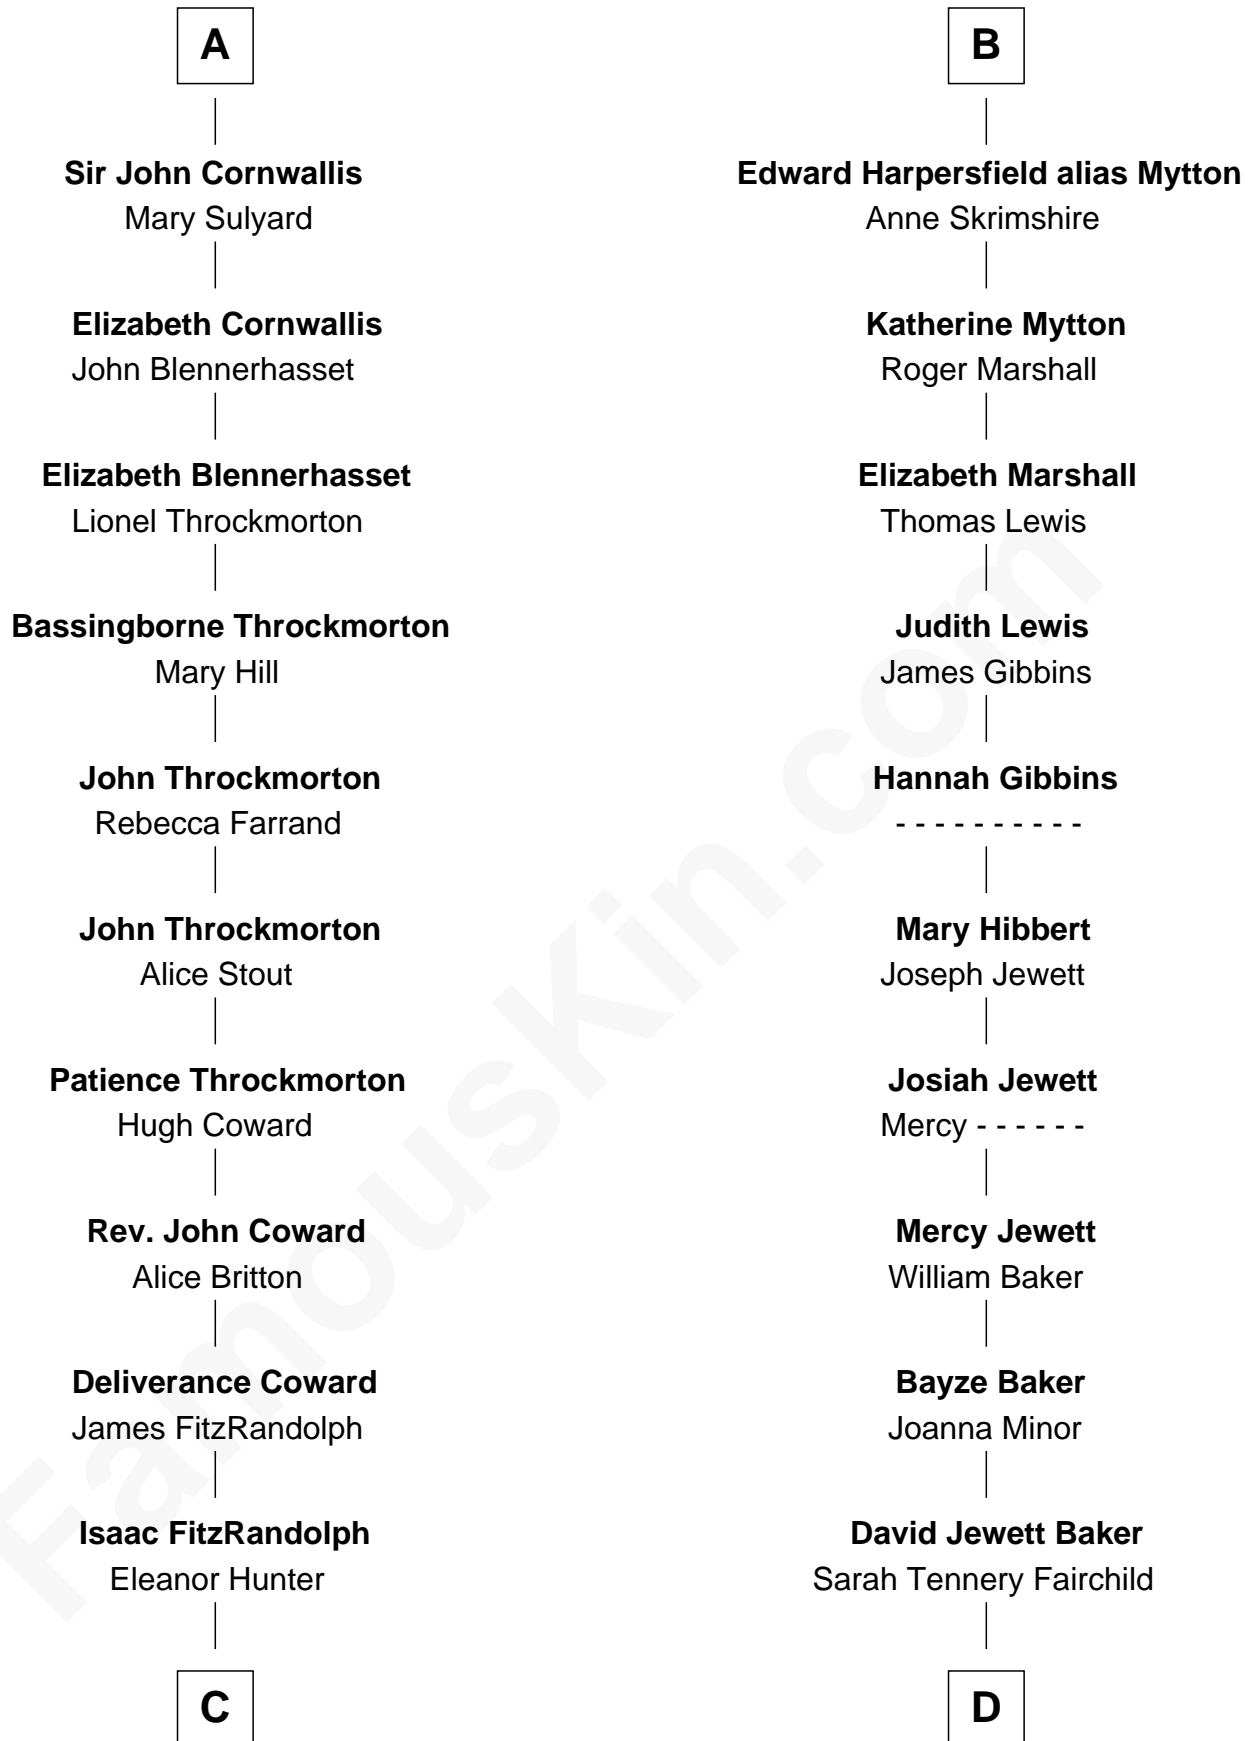 A
Sir John Cornwallis
Mary Sulyard
Elizabeth Cornwallis
John Blennerhasset
Elizabeth Blennerhasset
Lionel Throckmorton
Bassingborne Throckmorton
Mary Hill
John Throckmorton
Rebecca Farrand
John Throckmorton
Alice Stout
Patience Throckmorton
Hugh Coward
Rev. John Coward
Alice Britton
Deliverance Coward
James FitzRandolph
Isaac FitzRandolph
Eleanor Hunter
C
B
Edward Harpersfield alias Mytton
Anne Skrimshire
Katherine Mytton
Roger Marshall
Elizabeth Marshall
Thomas Lewis
Judith Lewis
James Gibbins
Hannah Gibbins
- - - - - - - - - -
Mary Hibbert
Joseph Jewett
Josiah Jewett
Mercy - - - - - -
Mercy Jewett
William Baker
Bayze Baker
Joanna Minor
David Jewett Baker
Sarah Tennery Fairchild
D
FamousKin.com